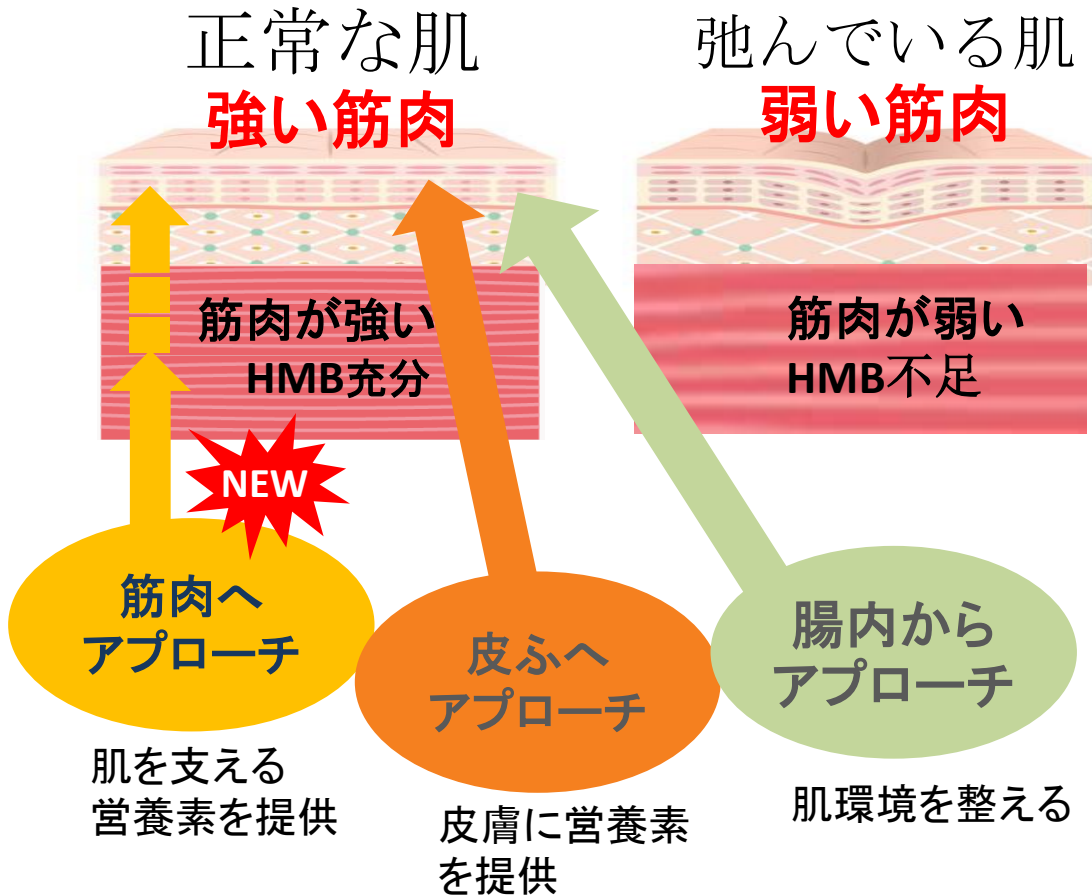 正常な肌
強い筋肉
弛んでいる肌
弱い筋肉
筋肉が強い
HMB充分
筋肉が弱い
HMB不足
NEW
筋肉へ
アプローチ
皮ふへ
アプローチ
腸内から
アプローチ
肌を支える
営養素を提供
皮膚に営養素
を提供
肌環境を整える